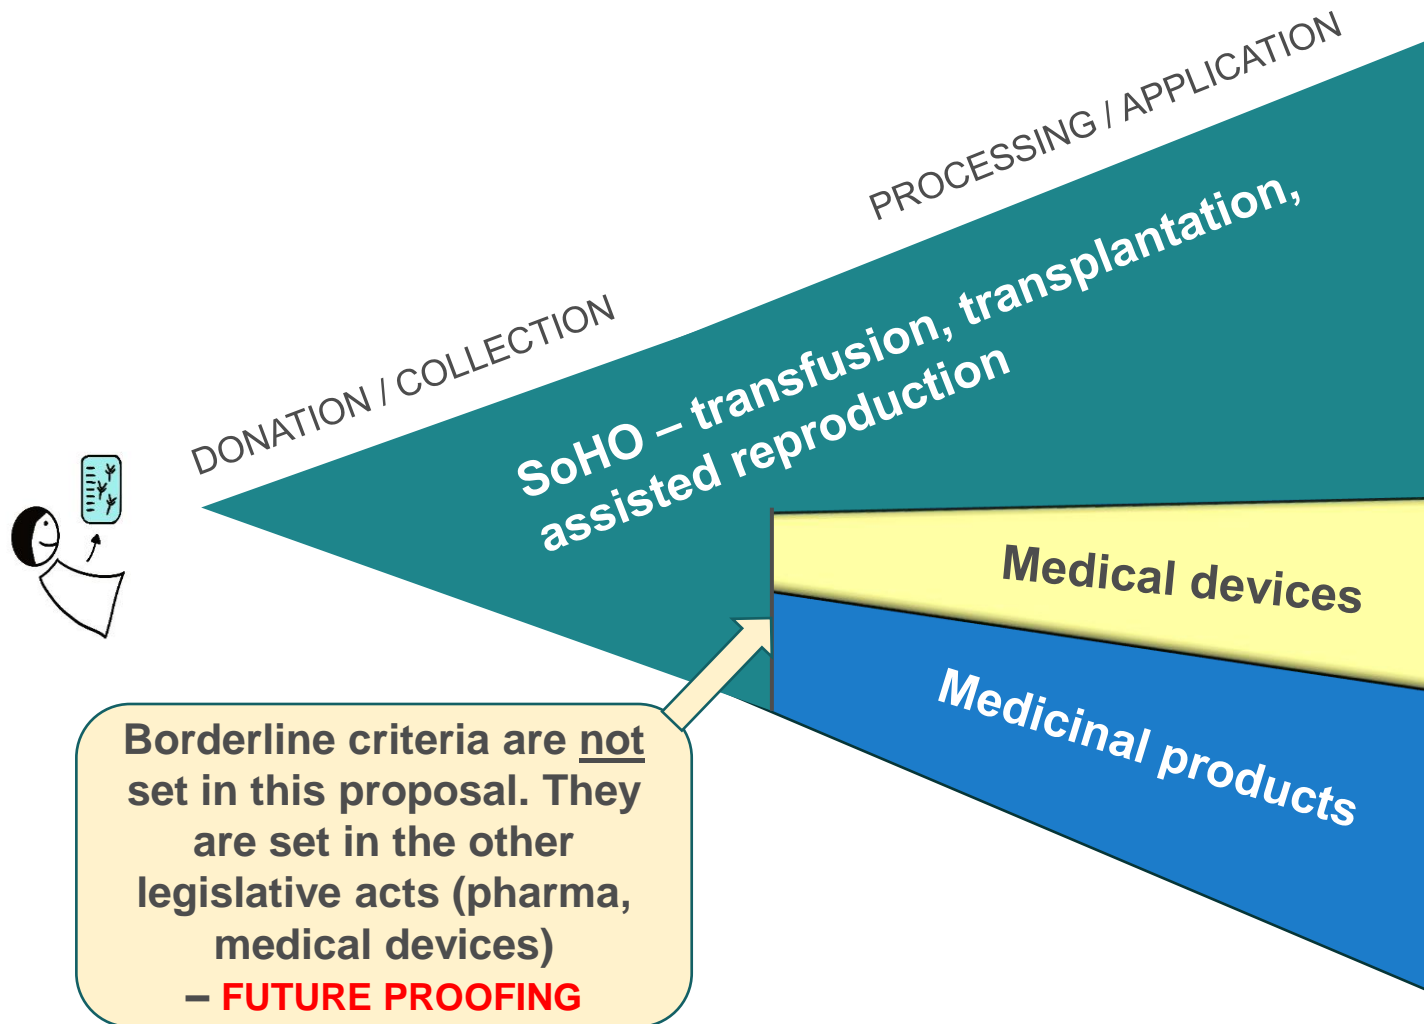 PROCESSING / APPLICATION
DONATION / COLLECTION
SoHO – transfusion, transplantation,
assisted reproduction
Medical devices
Medicinal products
Borderline criteria are not
set in this proposal. They
are set in the other
legislative acts (pharma,
medical devices)
– FUTURE PROOFING